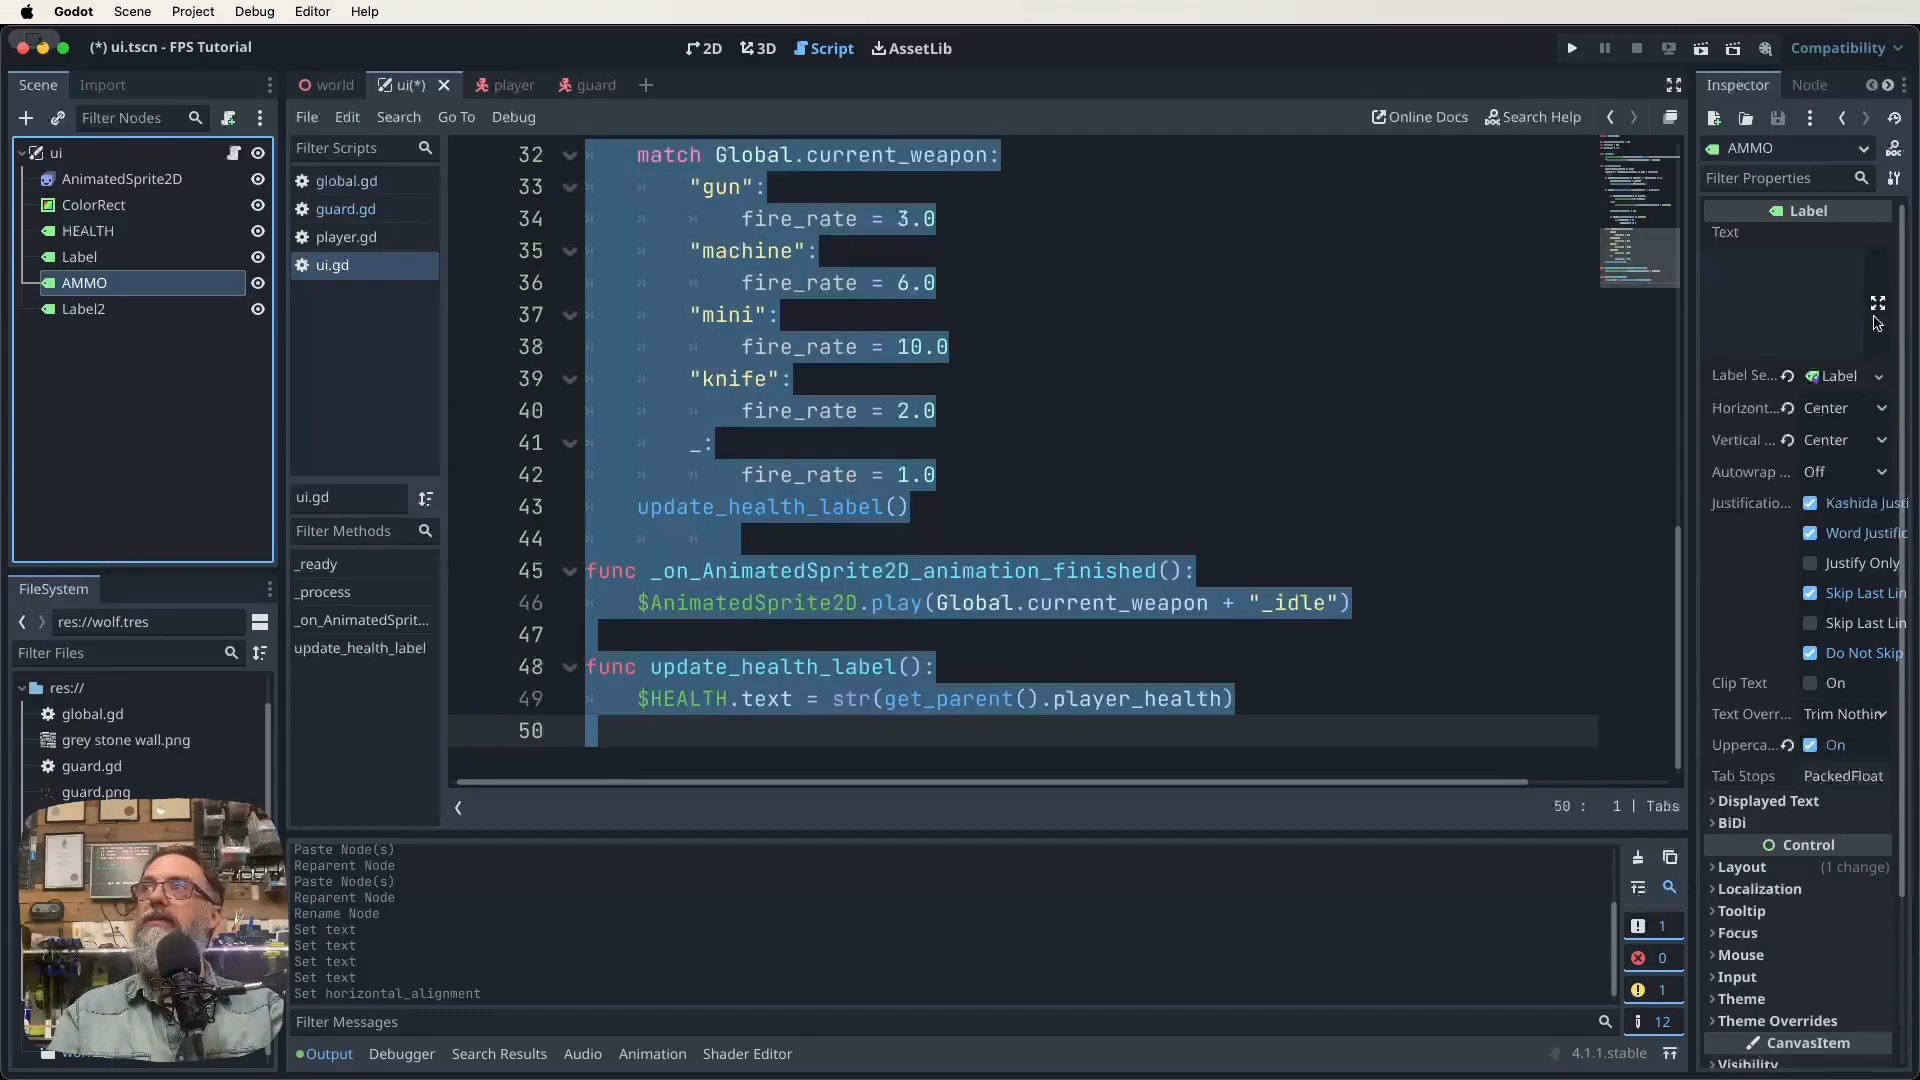 Godot Scene Project Debug Editor Help
(*) ui.tscn - FPS Tutorial
2D 3D Script AssetLib
Compatibility
Scene Import
Filter Nodes
ui
AnimatedSprite2D
ColorRect
HEALTH
Label
AMMO
Label2
FileSystem
res://wolf.tres
Filter Files
res://
global.gd
grey stone wall.png
guard.gd
guard.png
world ui(*) player guard
File Edit Search Go To Debug
Online Docs Search Help
Filter Scripts
global.gd
guard.gd
player.gd
ui.gd
ui.gd
Filter Methods
_ready
_process
_on_AnimatedSprit...
update_health_label
32 match Global.current_weapon:
33 "gun":
34 fire_rate = 3.0
35 "machine":
36 fire_rate = 6.0
37 "mini":
38 fire_rate = 10.0
39 "knife":
40 fire_rate = 2.0
41 _:
42 fire_rate = 1.0
43 update_health_label()
44
45 func _on_AnimatedSprite2D_animation_finished():
46 $AnimatedSprite2D.play(Global.current_weapon + "_idle")
47
48 func update_health_label():
49 $HEALTH.text = str(get_parent().player_health)
50
50 : 1 | Tabs
Paste Node(s)
Reparent Node
Paste Node(s)
Reparent Node
Rename Node
Set text
Set text
Set text
Set text
Set horizontal_alignment
1
0
1
12
Filter Messages
Output Debugger Search Results Audio Animation Shader Editor
4.1.1.stable
Inspector Node
AMMO
Filter Properties
Label
Text
Label Se... Label
Horizont... Center
Vertical ... Center
Autowrap ... Off
Justificatio... Kashida Justi
Word Justific
Justify Only
Skip Last Lin
Skip Last Lin
Do Not Skip
Clip Text On
Text Overr... Trim Nothin
Upperca... On
Tab Stops PackedFloat
Displayed Text
BiDi
Control
Layout (1 change)
Localization
Tooltip
Focus
Mouse
Input
Theme
Theme Overrides
CanvasItem
Visibility